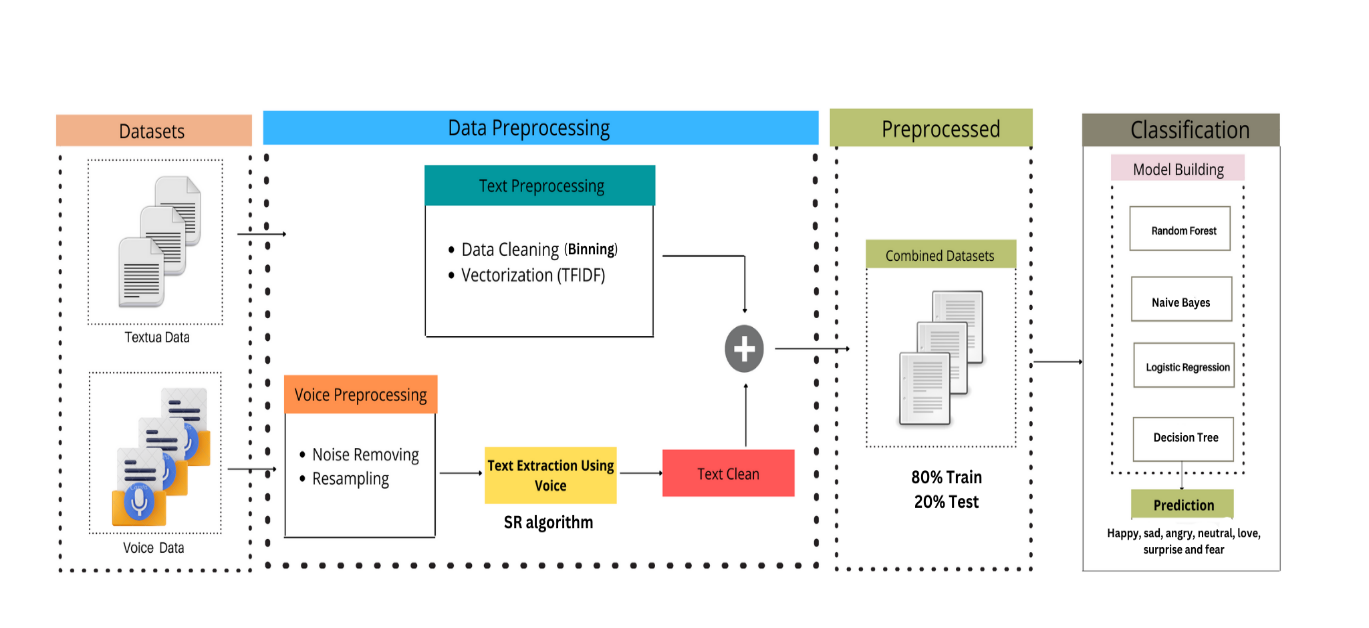 Datasets
Textua Data
Voice Data
Data Preprocessing
Text Preprocessing
• Data Cleaning (Binning)
• Vectorization (TFIDF)
Voice Preprocessing
• Noise Removing
• Resampling
Text Extraction Using
Voice
SR algorithm
Text Clean
Preprocessed
Combined Datasets
80% Train
20% Test
Classification
Model Building
Random Forest
Naive Bayes
Logistic Regression
Decision Tree
Prediction
Happy, sad, angry, neutral, love,
surprise and fear